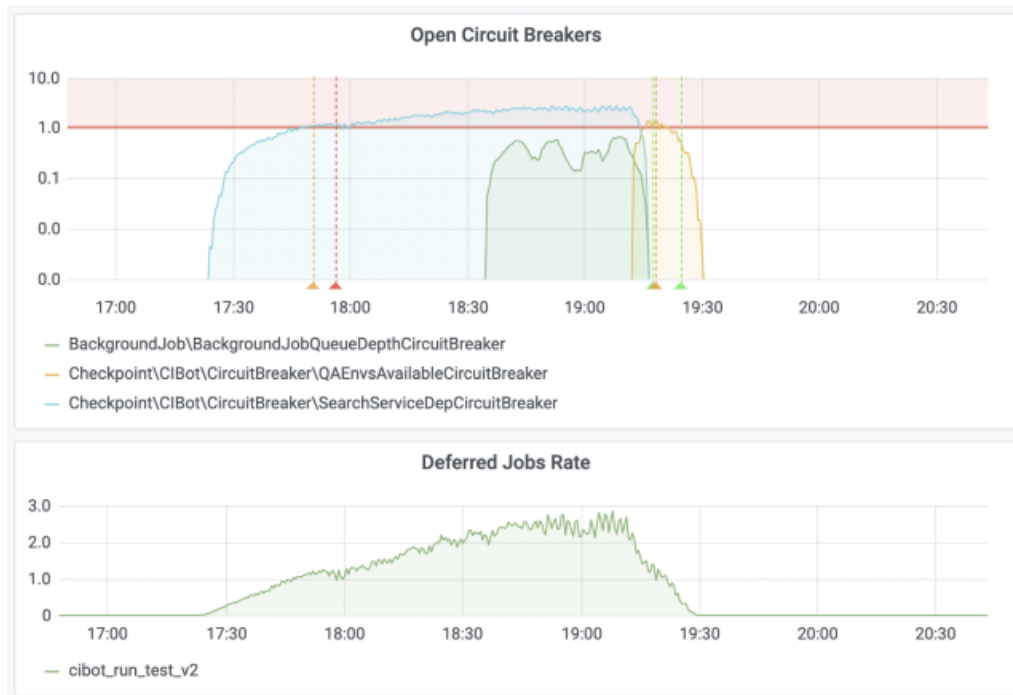 Open Circuit Breakers
10.0
1.0
0.1
0.0
0.0
17:00 17:30 18:00 18:30 19:00 19:30 20:00 20:30
BackgroundJob\BackgroundJobQueueDepthCircuitBreaker
Checkpoint\CIBot\CircuitBreaker\QAEnvsAvailableCircuitBreaker
Checkpoint\CIBot\CircuitBreaker\SearchServiceDepCircuitBreaker
Deferred Jobs Rate
3.0
2.0
1.0
0
17:00 17:30 18:00 18:30 19:00 19:30 20:00 20:30
cibot_run_test_v2